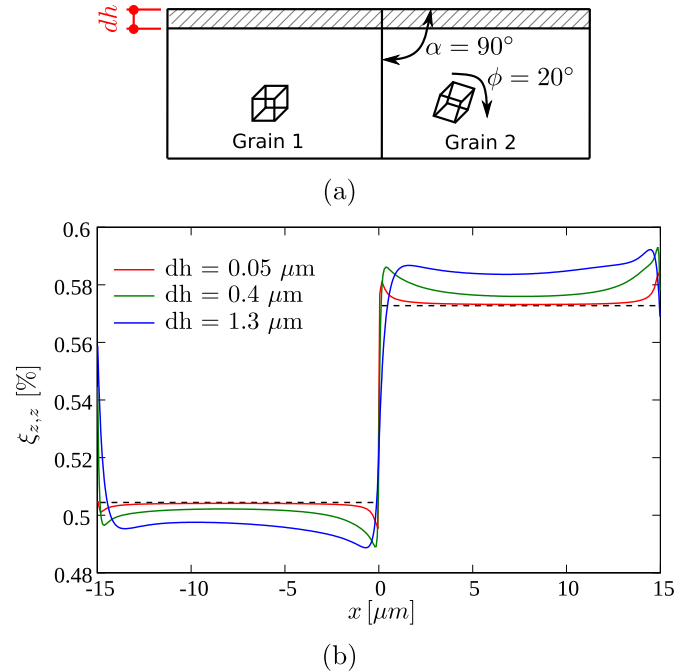 dh
α = 90°
ϕ = 20°
Grain 1
Grain 2
(a)
0.6
0.58
0.56
0.54
0.52
0.5
0.48
ξz,z [%]
dh = 0.05 μm
dh = 0.4 μm
dh = 1.3 μm
-15
-10
-5
0
5
10
15
x [μm]
(b)